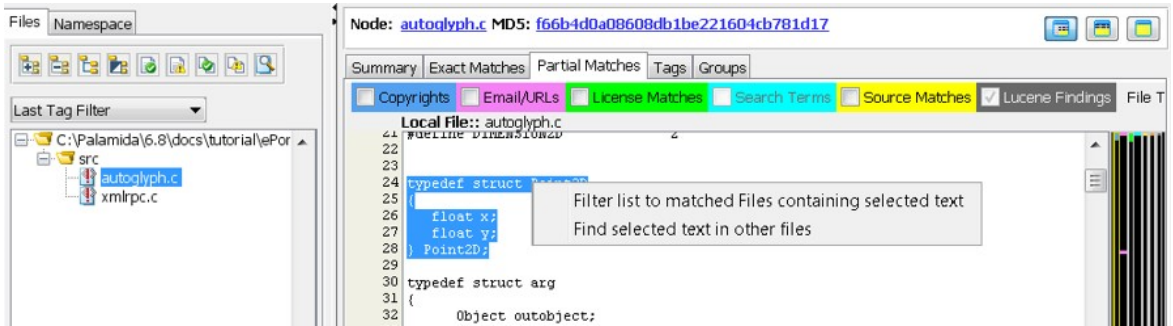 Files Namespace
Last Tag Filter
C:\Palamida\6.8\docs\tutorial\ePor
src
autoglyph.c
xmlrpc.c
Node: autoglyph.c MD5: f66b4d0a08608db1be221604cb781d17
Summary Exact Matches Partial Matches Tags Groups
Copyrights Email/URLs License Matches Search Terms Source Matches Lucene Findings File T
Local File:: autoglyph.c
21 #define DIMENSION2D 2
22
23
24 typedef struct Point2D
25 {
26 float x;
27 float y;
28 } Point2D;
29
30 typedef struct arg
31 {
32 Object outobject;
Filter list to matched Files containing selected text
Find selected text in other files